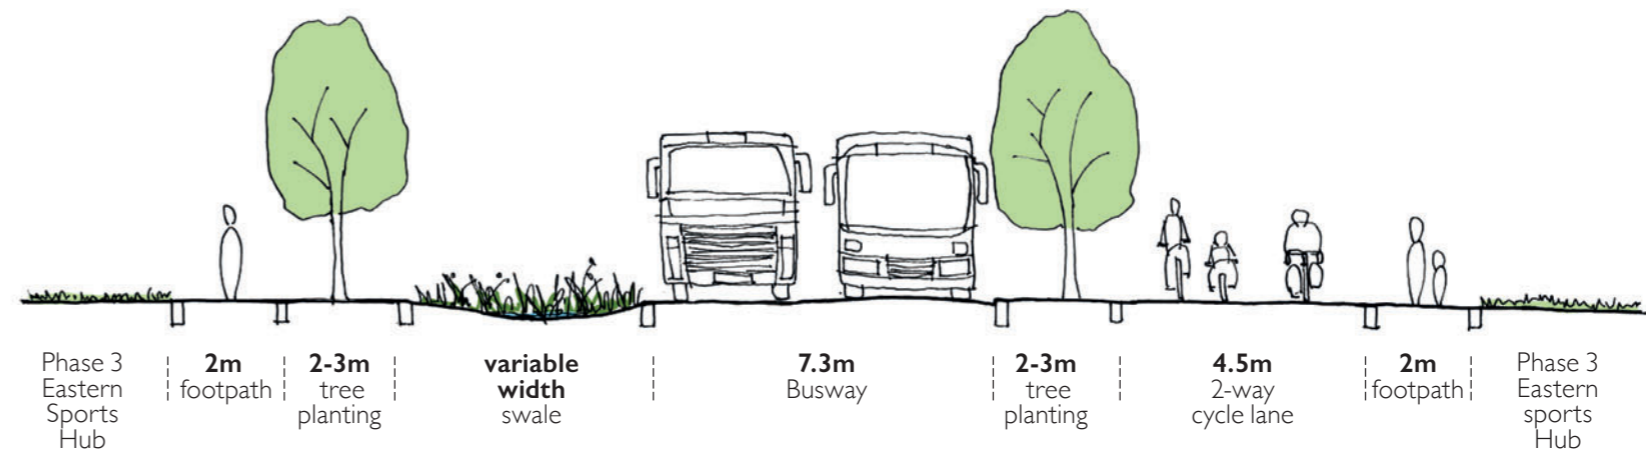 Phase 3
Eastern
Sports
Hub
2m
footpath
2-3m
tree
planting
variable
width
swale
7.3m
Busway
2-3m
tree
planting
4.5m
2-way
cycle lane
2m
footpath
Phase 3
Eastern
sports
Hub